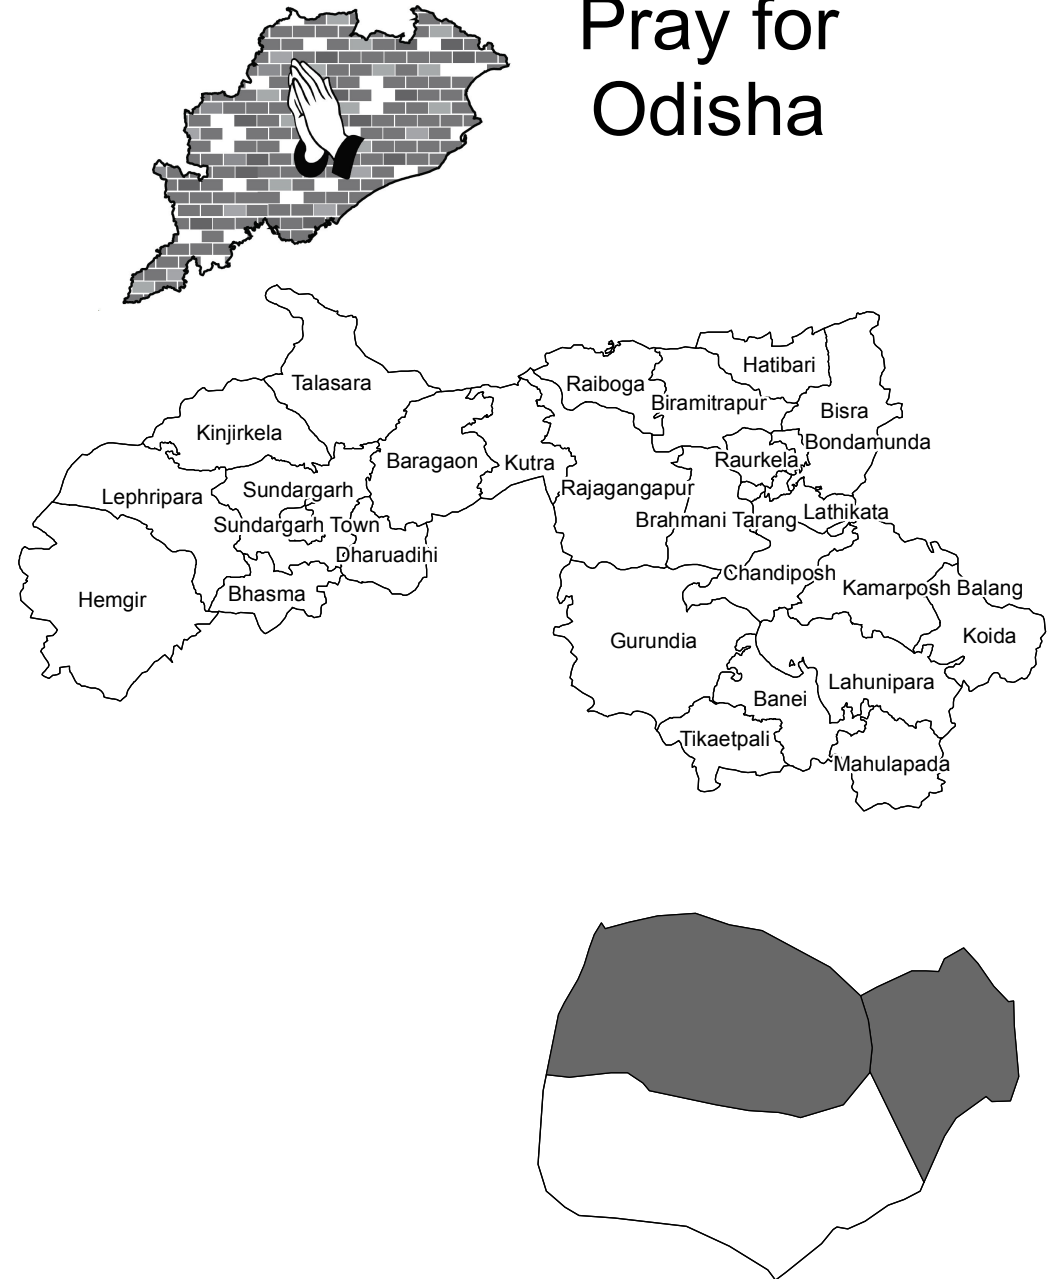 Pray for
Odisha
Talasara
Hatibari
Raiboga
Biramitrapur
Bisra
Kinjirkela
Bondamunda
Baragaon
Kutra
Raurkela
Lephripara
Sundargarh
Rajagangapur
Sundargarh Town
Brahmani Tarang
Lathikata
Dharuadihi
Chandiposh
Kamarposh Balang
Hemgir
Bhasma
Gurundia
Koida
Lahunipara
Banei
Tikaetpali
Mahulapada